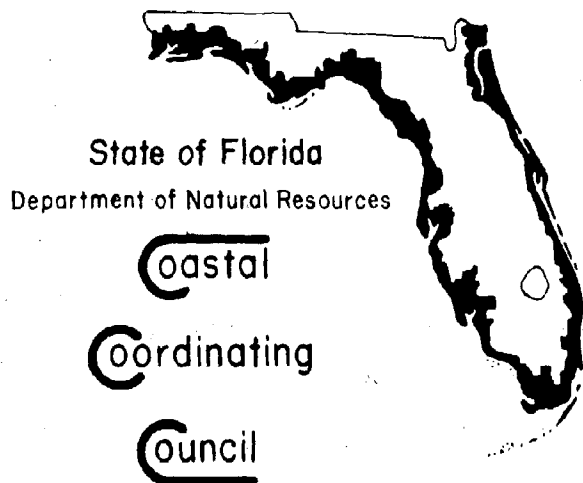 State of Florida
Department of Natural Resources
Coastal
Coordinating
Council